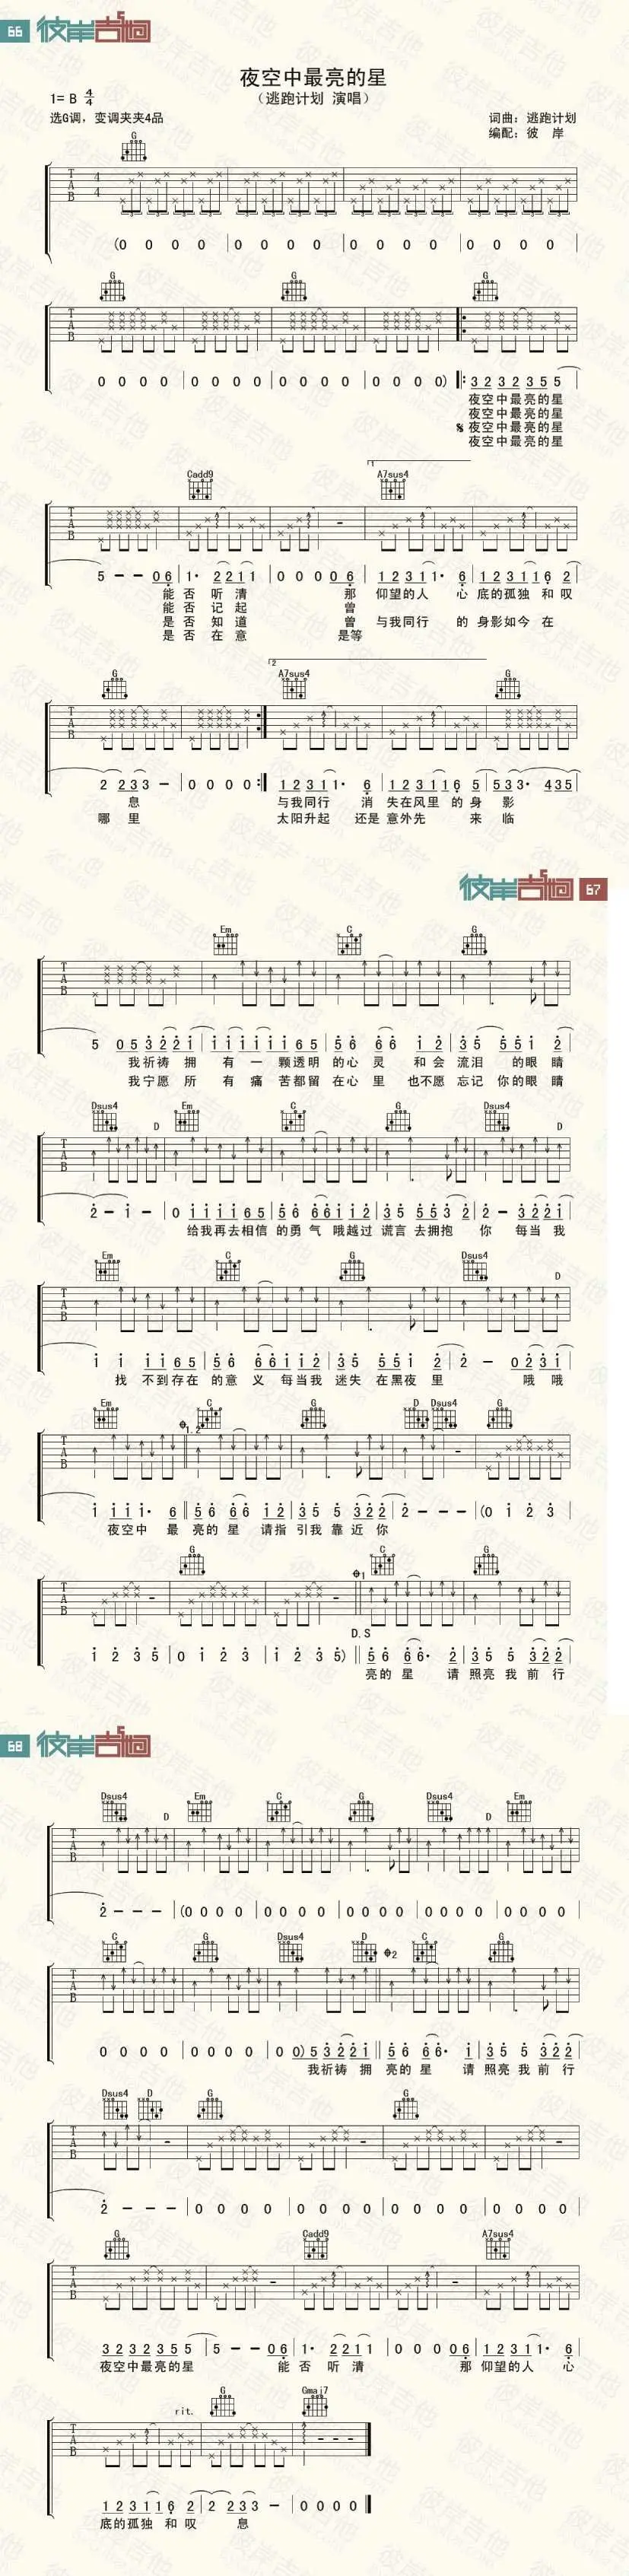 66 彼岸吉他
夜空中最亮的星
(逃跑计划 演唱)
1= B 4/4
选G调，变调夹夹4品
词曲：逃跑计划
编配：彼 岸
G
T A B 4 4
(0 0 0 0 | 0 0 0 0 | 0 0 0 0 | 0 0 0 0
G G G
T A B
0 0 0 0 | 0 0 0 0 | 0 0 0 0 | 0 0 0 0) ‖: 3 2 3 2 3 5 5 |
夜空中最亮的星
夜空中最亮的星
夜空中最亮的星
夜空中最亮的星
Cadd9 1 A7sus4
T A B
5 - - 0 6 | 1· 2 2 1 1 | 0 0 0 0 6 | 1 2 3 1 1· 6 | 1 2 3 1 1 6 2 |
能 否 听 清 那 仰望的人 心 底的孤独 和叹
能 否 记 起 曾
是 否 知 道 曾 与我同行 的 身影如今 在
是 否 在 意 是等
G 2 A7sus4 G
T A B
2 2 3 3 - | 0 0 0 0 :‖ 1 2 3 1 1· 6 | 1 2 3 1 1 6 5 | 5 3 3· 4 3 5 |
息 与我同行 消 失在风里 的 身 影
哪 里 太阳升起 还是 意外先 来 临
彼岸吉他 67
Em C G
T A B
5 0 5 3 2 2 1 | 1 1 1 1 1 1 6 5 | 5 6 6 6 1 2 | 3 5 5 5 1 2 |
我祈祷 拥 有 一 颗透明 的心 灵 和 会 流泪 的眼 睛
我宁愿 所 有 痛 苦都留 在心 里 也不愿 忘记 你的眼 睛
Dsus4 D Em C G Dsus4 D
T A B
2 - 1 - | 0 1 1 1 1 6 5 | 5 6 6 6 1 1 2 | 3 5 5 5 3 2 | 2 - 3 2 2 1 |
给我再去相信 的勇 气 哦越过 谎言 去拥抱 你 每当 我
Em C G Dsus4 D
T A B
1 1 1 1 6 5 | 5 6 6 6 1 1 2 | 3 5 5 5 1 2 | 2 - 0 2 3 1 |
找 不到存在 的意 义 每当我 迷失 在黑夜 里 哦 哦
Em 1.2 C G D Dsus4 G
T A B
1 1 1 1· 6 ‖ 5 6 6 6 1 2 | 3 5 5 3 2 2 | 2 - - - | (0 1 2 3 |
夜空中 最 亮的 星 请指 引我 靠近 你
G 1 C G
T A B
D.S
1 2 3 5 | 0 1 2 3 | 1 2 3 5) ‖ 5 6 6 6· 2 | 3 5 5 3 2 2 |
亮的 星 请 照亮 我 前 行
68 彼岸吉他
Dsus4 D Em C G Dsus4 D Em
T A B
2 - - - | (0 0 0 0 | 0 0 0 0 | 0 0 0 0 | 0 0 0 0 | 0 0 0 0 |
C G Dsus4 D 2 C G
T A B
0 0 0 0 | 0 0 0 0 | 0 0 0) 5 3 2 2 1 ‖ 5 6 6 6· 1 | 3 5 5 3 2 2 |
我祈祷 拥 亮的 星 请 照亮 我 前 行
Dsus4 D G G
T A B
2 - - - | 0 0 0 0 | 0 0 0 0 | 0 0 0 0 | 0 0 0 0 |
G Cadd9 A7sus4
T A B
3 2 3 2 3 5 5 | 5 - - 0 6 | 1· 2 2 1 1 | 0 0 0 0 6 | 1 2 3 1 1· 6 |
夜空中最亮的星 能 否 听 清 那 仰望的人 心
rit. G Gmaj7
T A B
1 2 3 1 1 6 2 | 2 2 3 3 - | 0 0 0 0 ‖
底的孤独 和叹 息